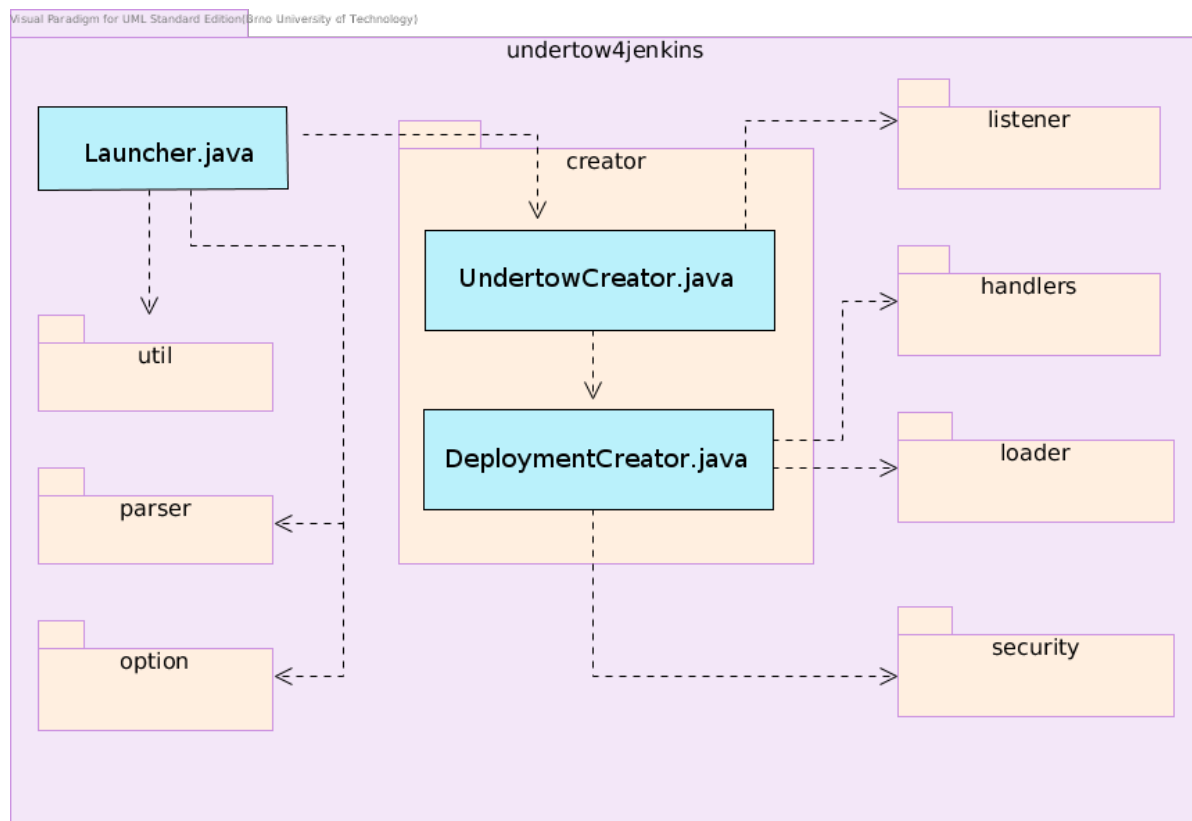 Visual Paradigm for UML Standard Edition(Brno University of Technology)
undertow4jenkins
Launcher.java
creator
listener
UndertowCreator.java
handlers
util
DeploymentCreator.java
loader
parser
option
security